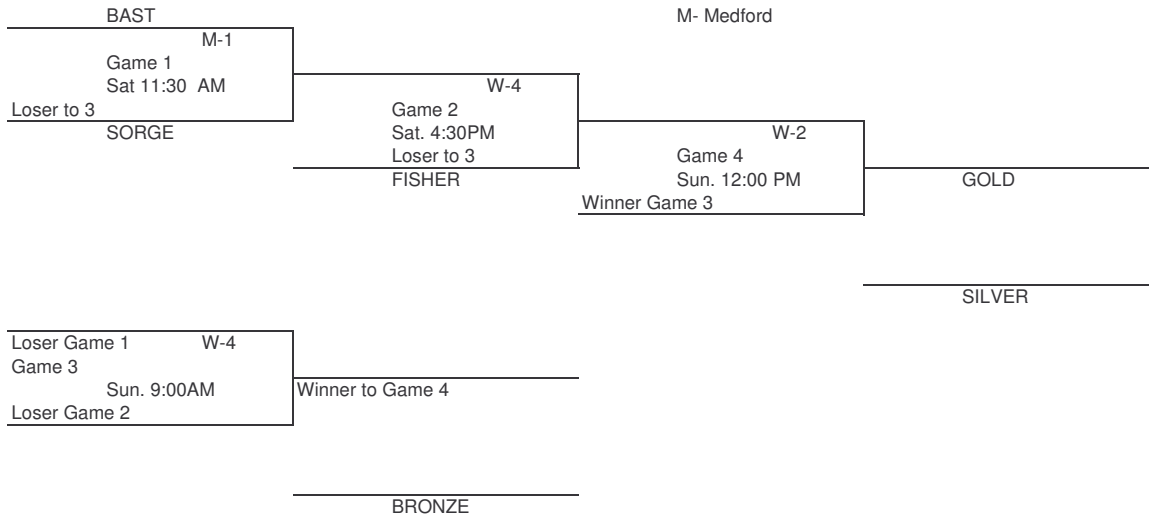 BAST M- Medford
M-1
Game 1
Sat 11:30 AM W-4
Loser to 3 Game 2
SORGE Sat. 4:30PM W-2
Loser to 3 Game 4
FISHER Sun. 12:00 PM GOLD
Winner Game 3
SILVER
Loser Game 1 W-4
Game 3
Sun. 9:00AM Winner to Game 4
Loser Game 2
BRONZE